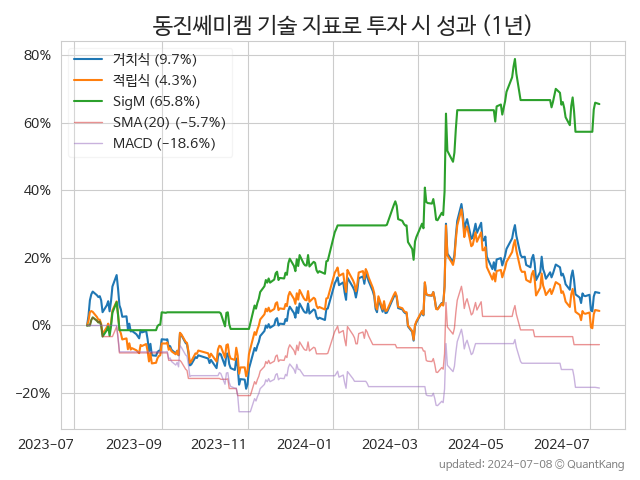 동진쎄미켐 기술 지표로 투자 시 성과 (1년)
80%
60%
40%
20%
0%
−20%
거치식 (9.7%)
적립식 (4.3%)
SigM (65.8%)
SMA(20) (−5.7%)
MACD (−18.6%)
2023-07
2023-09
2023-11
2024-01
2024-03
2024-05
2024-07
updated: 2024-07-08 © QuantKang